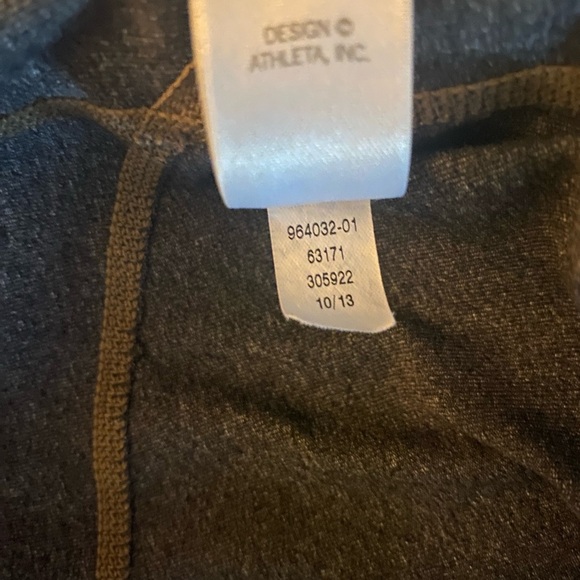 DESIGN ©
ATHLETA, INC.
964032-01
63171
305922
10/13